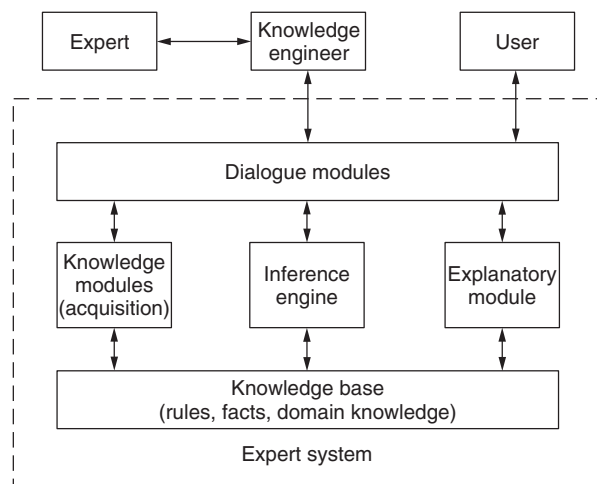 Expert
Knowledge
engineer
User
Dialogue modules
Knowledge
modules
(acquisition)
Inference
engine
Explanatory
module
Knowledge base
(rules, facts, domain knowledge)
Expert system